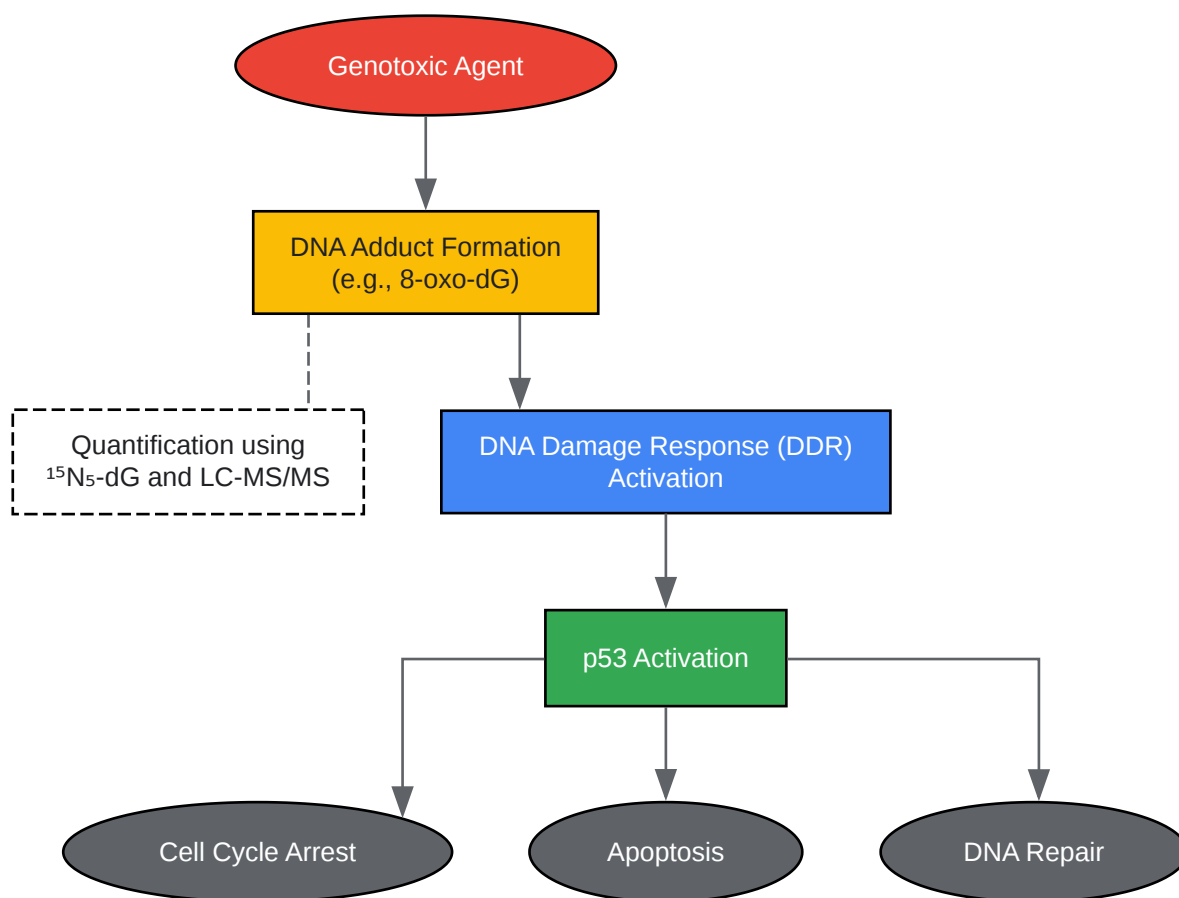 Genotoxic Agent
DNA Adduct Formation
(e.g., 8-oxo-dG)
Quantification using
¹⁵N₅-dG and LC-MS/MS
DNA Damage Response (DDR)
Activation
p53 Activation
Cell Cycle Arrest
Apoptosis
DNA Repair